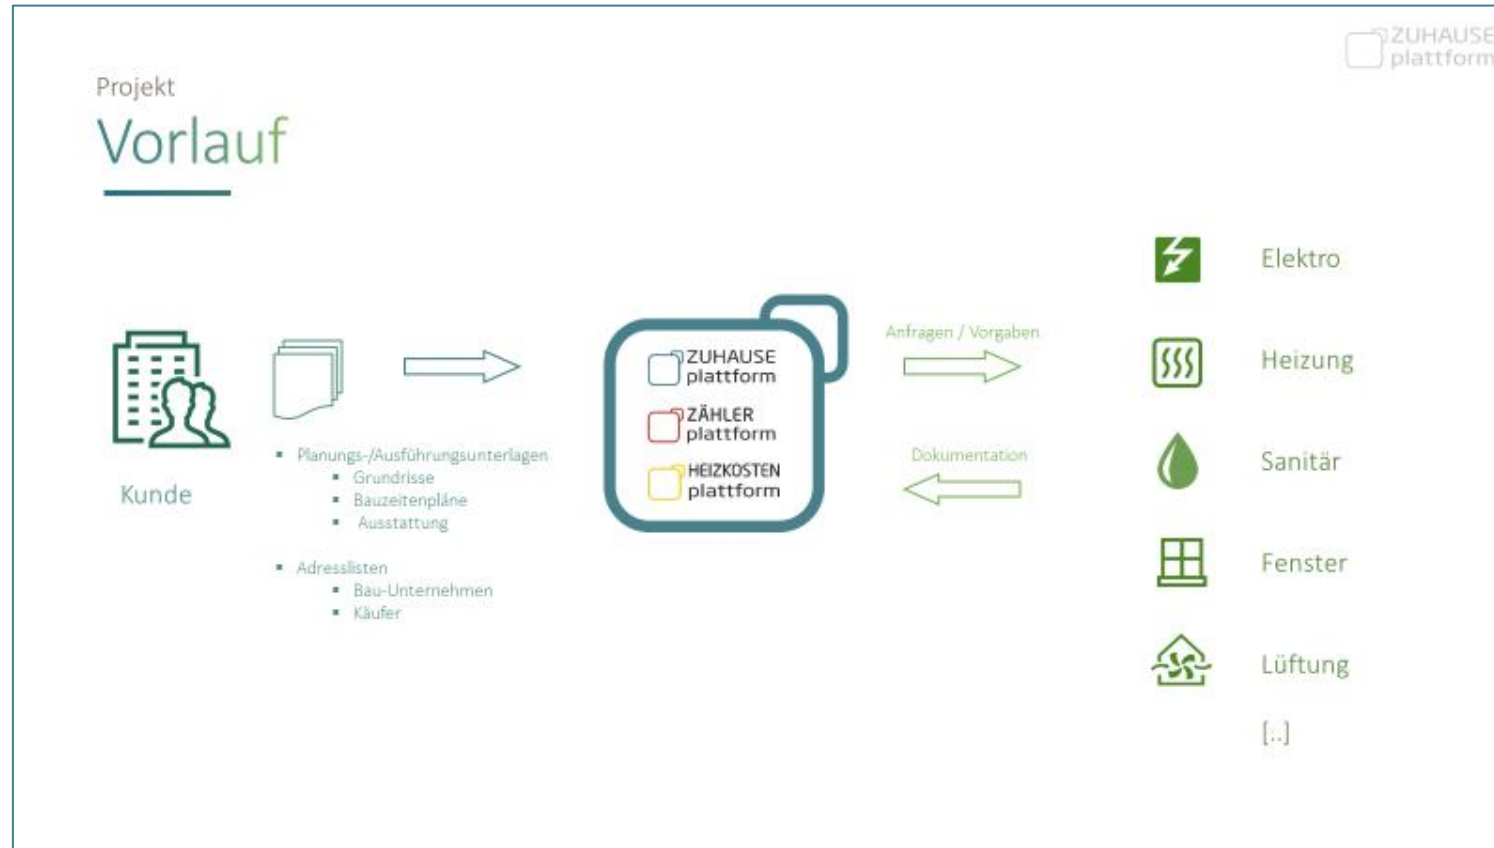 ZUHAUSE
plattform
Projekt
Vorlauf
Kunde
▪ Planungs-/Ausführungsunterlagen
▪ Grundrisse
▪ Bauzeitenpläne
▪ Ausstattung
▪ Adresslisten
▪ Bau-Unternehmen
▪ Käufer
ZUHAUSE
plattform
ZÄHLER
plattform
HEIZKOSTEN
plattform
Anfragen / Vorgaben
Dokumentation
Elektro
Heizung
Sanitär
Fenster
Lüftung
[..]